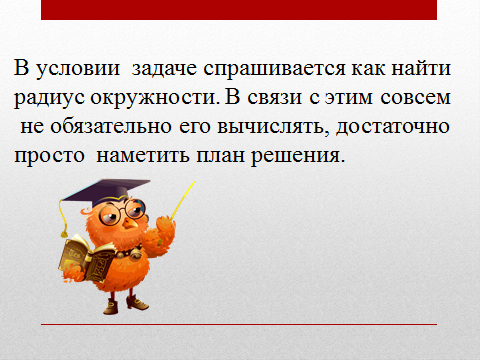 В условии задаче спрашивается как найти
радиус окружности. В связи с этим совсем
не обязательно его вычислять, достаточно
просто наметить план решения.